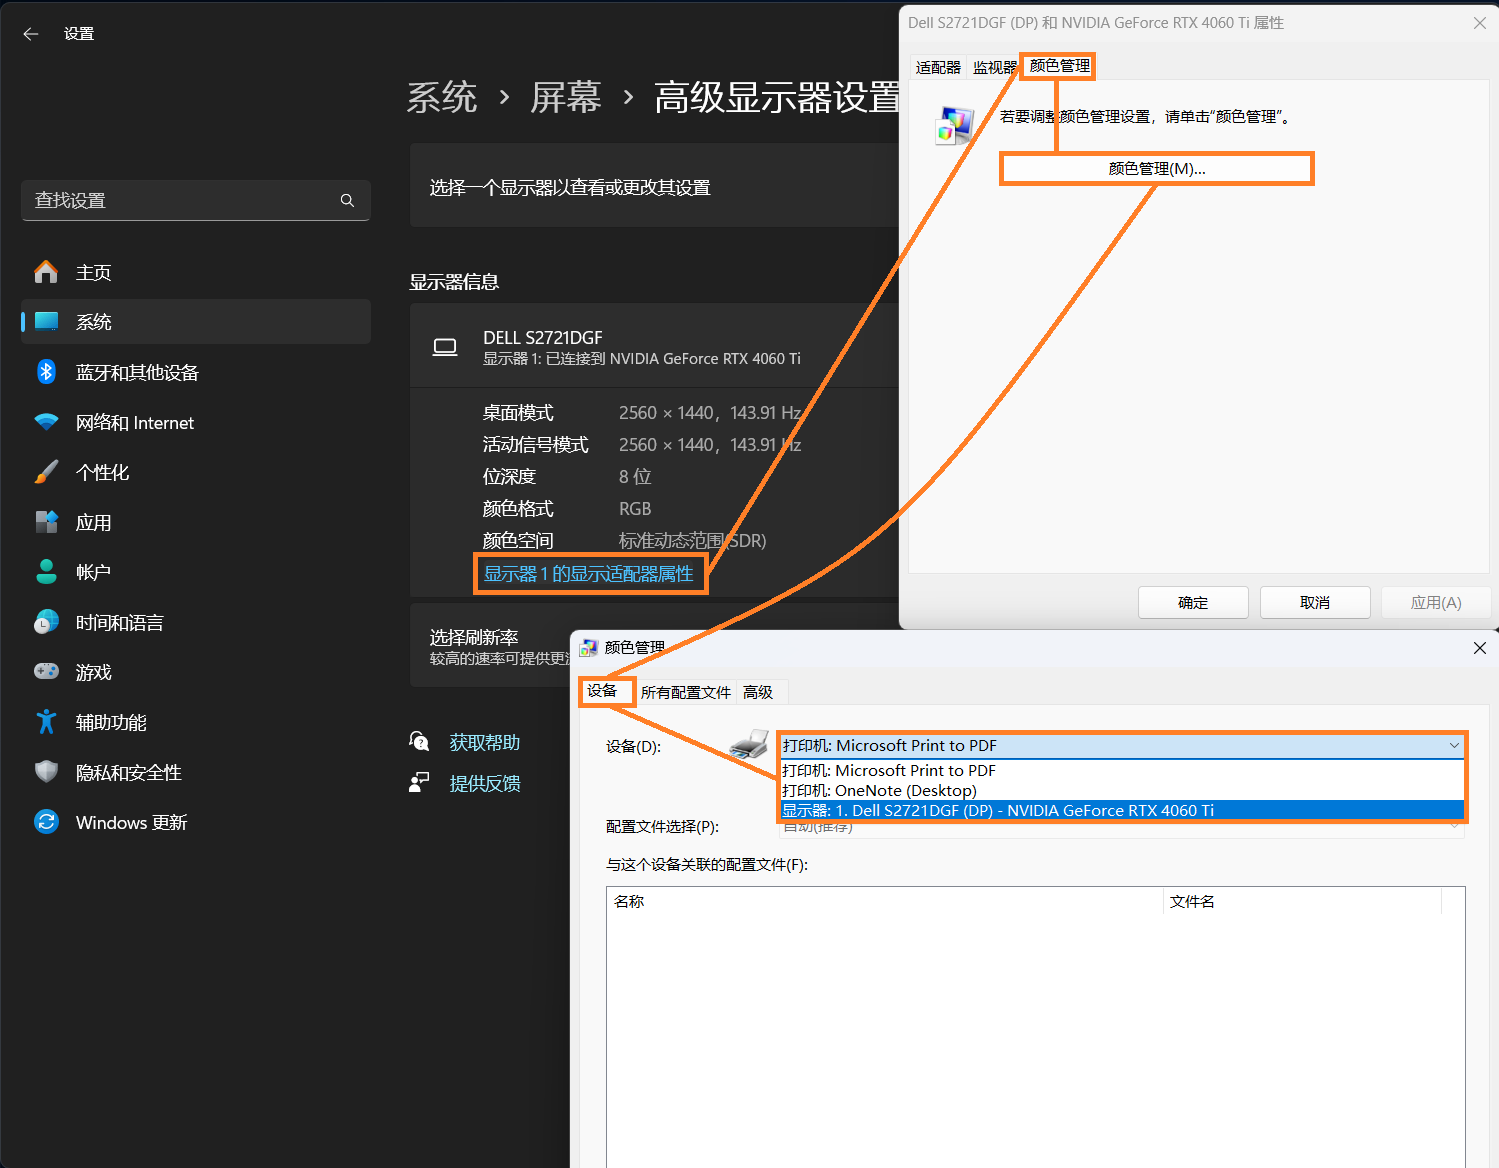 设置
系统 › 屏幕 › 高级显示器设置
查找设置
主页
系统
蓝牙和其他设备
网络和 Internet
个性化
应用
帐户
时间和语言
游戏
辅助功能
隐私和安全性
Windows 更新
选择一个显示器以查看或更改其设置
显示器信息
DELL S2721DGF
显示器 1: 已连接到 NVIDIA GeForce RTX 4060 Ti
桌面模式 2560 × 1440，143.91 Hz
活动信号模式 2560 × 1440，143.91 Hz
位深度 8 位
颜色格式 RGB
颜色空间 标准动态范围(SDR)
显示器 1 的显示适配器属性
选择刷新率
较高的速率可提供更
获取帮助
提供反馈
Dell S2721DGF (DP) 和 NVIDIA GeForce RTX 4060 Ti 属性
适配器 监视器 颜色管理
若要调整颜色管理设置，请单击“颜色管理”。
颜色管理(M)...
确定 取消 应用(A)
颜色管理
设备 所有配置文件 高级
设备(D): 打印机: Microsoft Print to PDF
打印机: Microsoft Print to PDF
打印机: OneNote (Desktop)
显示器: 1. Dell S2721DGF (DP) - NVIDIA GeForce RTX 4060 Ti
配置文件选择(P): 自动(推荐)
与这个设备关联的配置文件(F):
名称 文件名